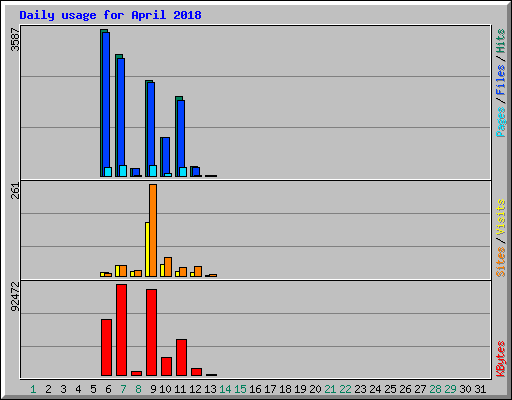 Daily usage for April 2018
3587
Pages / Files / Hits
261
Sites / Visits
92472
KBytes
1 2 3 4 5 6 7 8 9 10 11 12 13 14 15 16 17 18 19 20 21 22 23 24 25 26 27 28 29 30 31